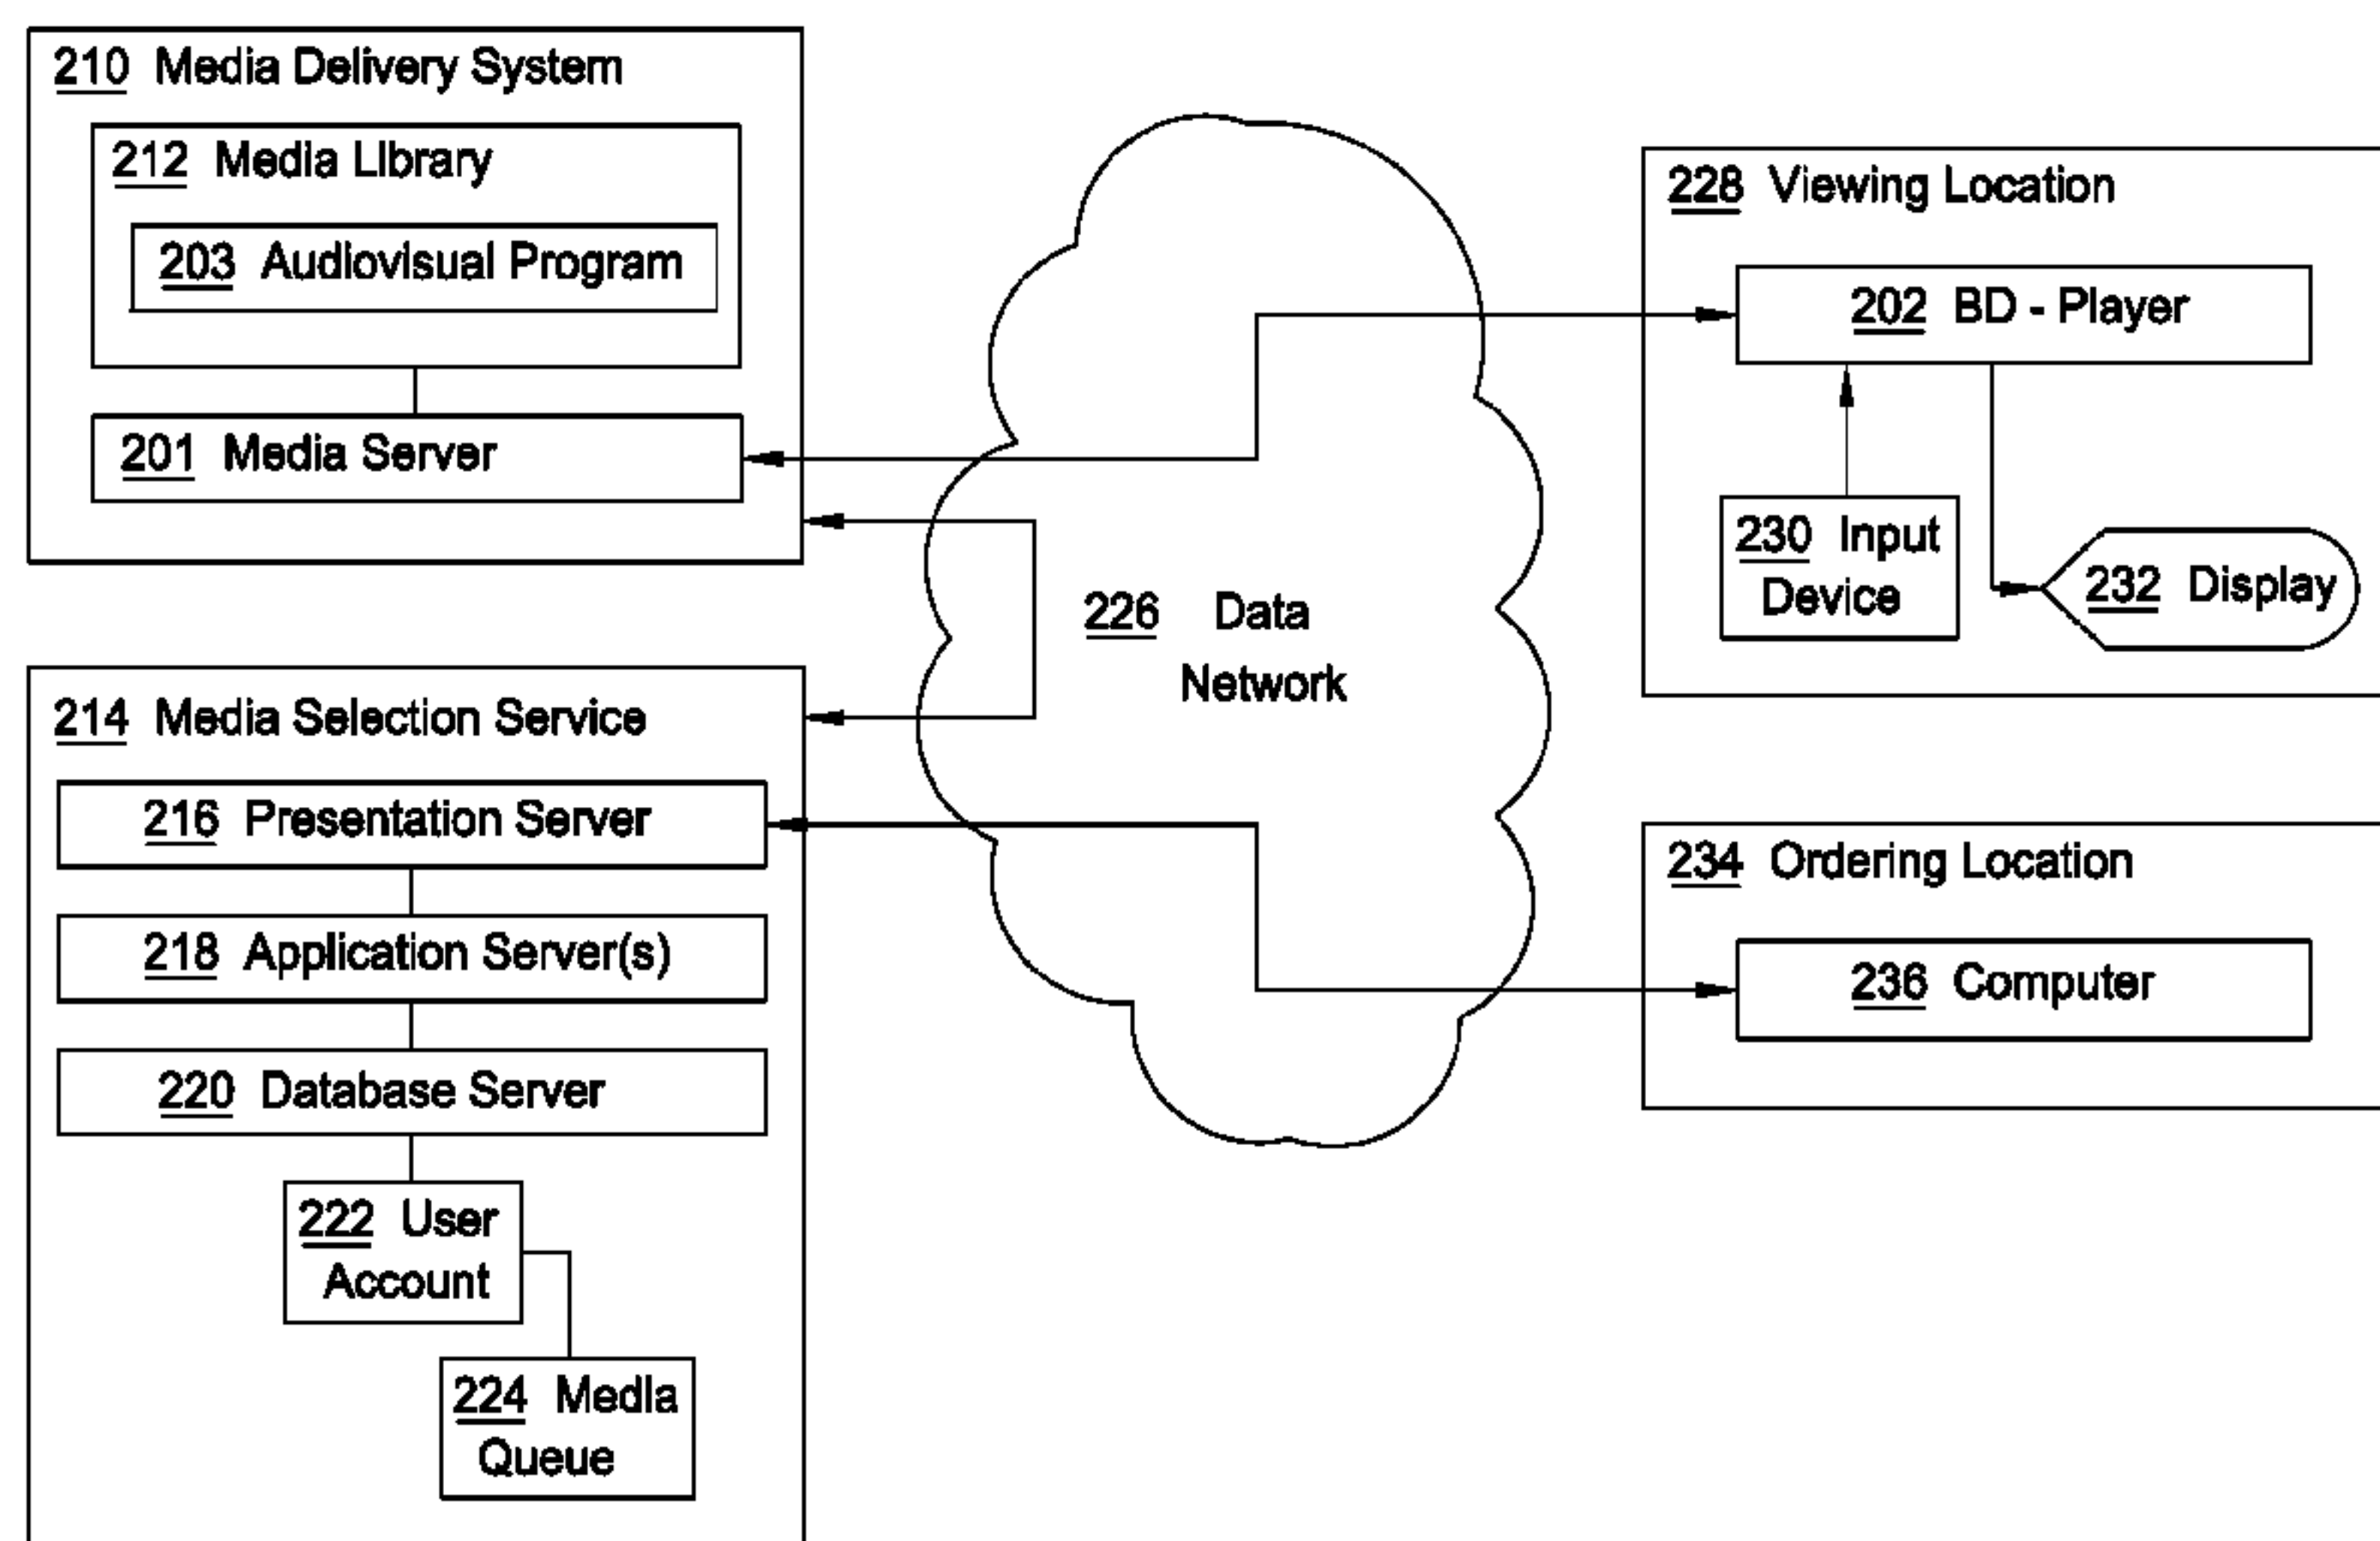 210 Media Delivery System
212 Media Library
203 Audiovisual Program
201 Media Server
214 Media Selection Service
216 Presentation Server
218 Application Server(s)
220 Database Server
222 User
Account
224 Media
Queue
226 Data
Network
228 Viewing Location
202 BD - Player
230 Input
Device
232 Display
234 Ordering Location
236 Computer